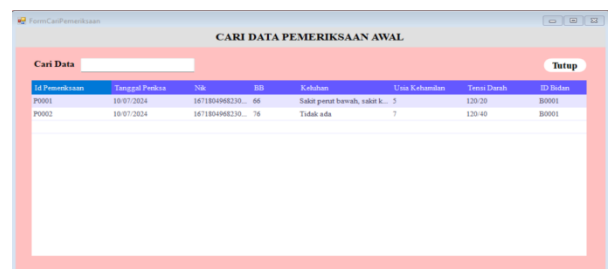 FormCariPemeriksaan
CARI DATA PEMERIKSAAN AWAL
Cari Data
Tutup
Id Pemeriksaan Tanggal Periksa Nik BB Keluhan Usia Kehamilan Tensi Darah ID Bidan
P0001 10/07/2024 1671804968230... 66 Sakit perut bawah, sakit k... 5 120/20 B0001
P0002 10/07/2024 1671804968230... 76 Tidak ada 7 120/40 B0001